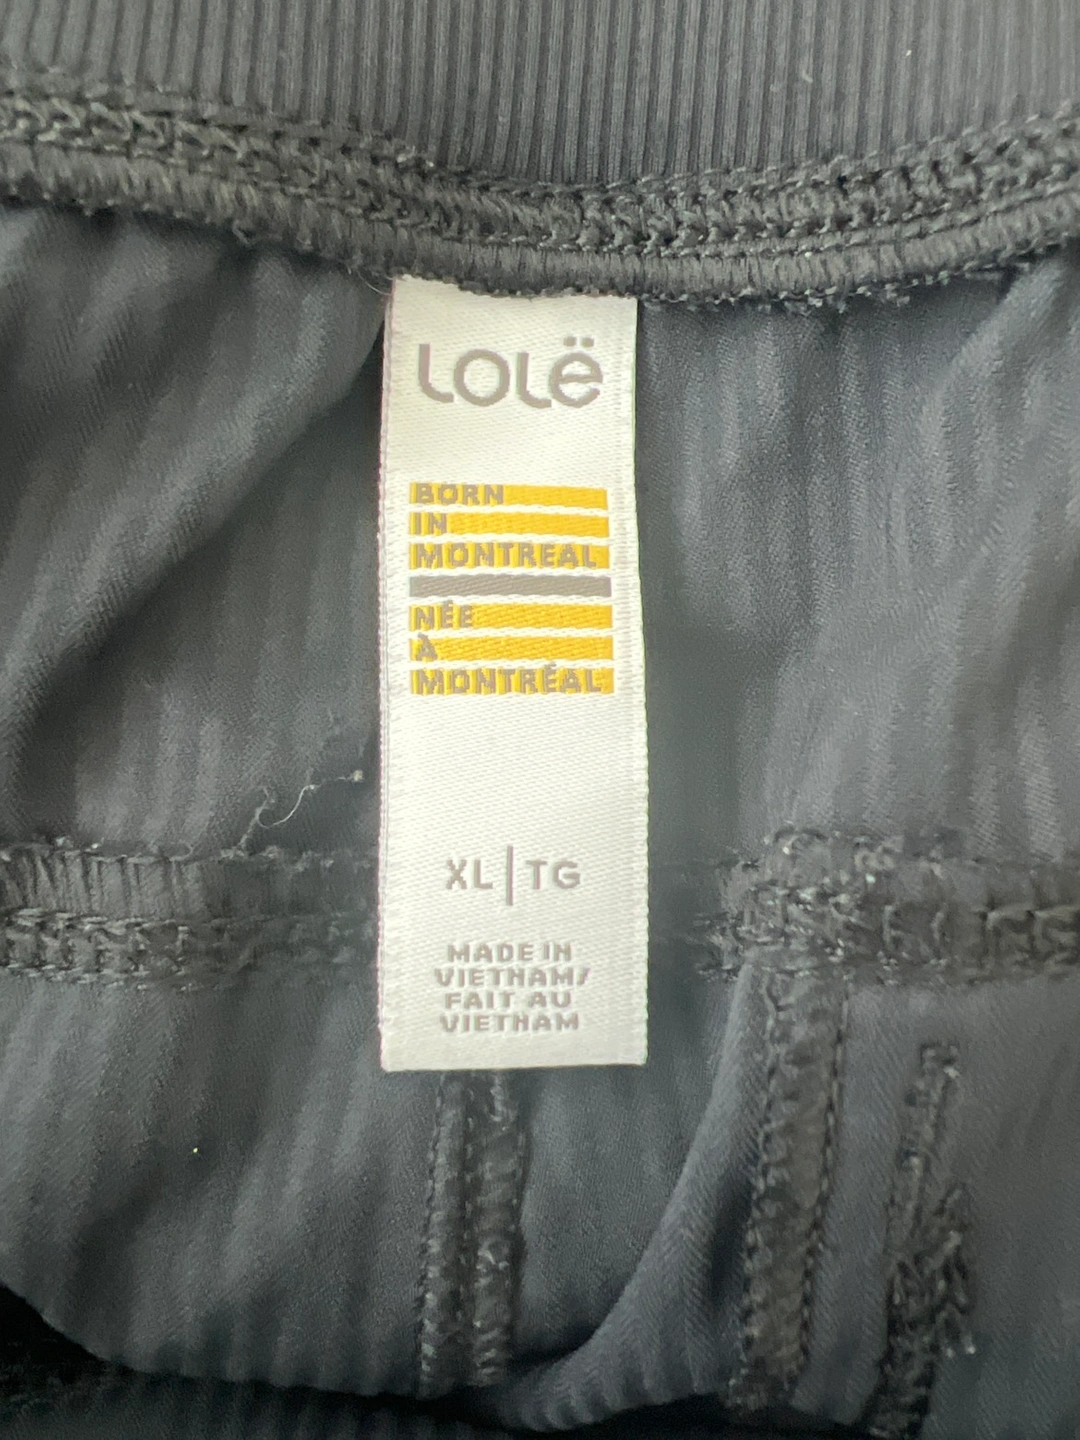 Lolë
BORN
IN
MONTREAL
NÉE
À
MONTRÉAL
XL|TG
MADE IN
VIETNAM/
FAIT AU
VIETNAM